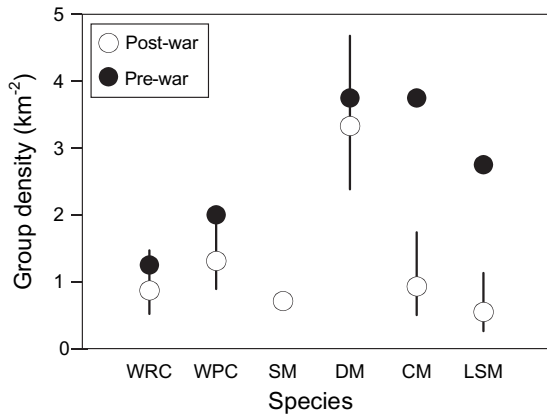 5
Post-war
Pre-war
4
3
2
1
0
Group density (km-2)
WRC WPC SM DM CM LSM
Species